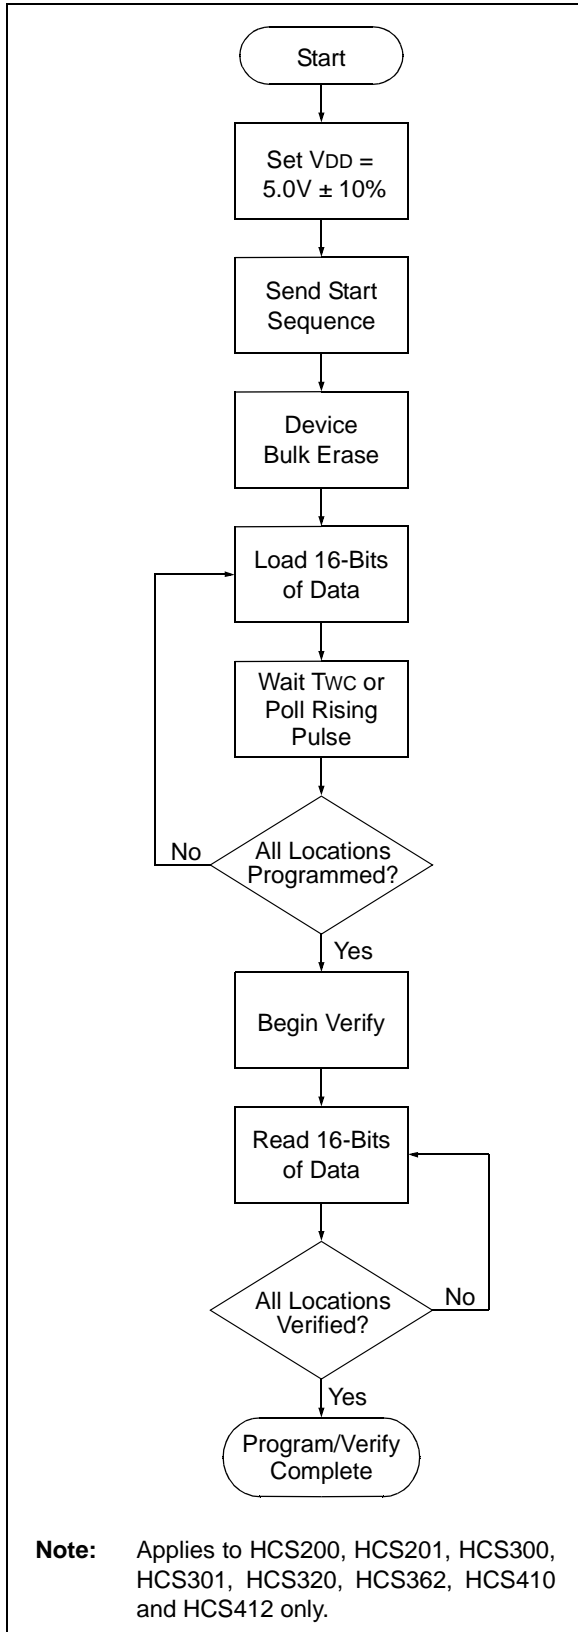 Start
Set VDD =
5.0V ± 10%
Send Start
Sequence
Device
Bulk Erase
Load 16-Bits
of Data
Wait TWC or
Poll Rising
Pulse
All Locations
Programmed?
No
Yes
Begin Verify
Read 16-Bits
of Data
All Locations
Verified?
No
Yes
Program/Verify
Complete
Note: Applies to HCS200, HCS201, HCS300,
HCS301, HCS320, HCS362, HCS410
and HCS412 only.